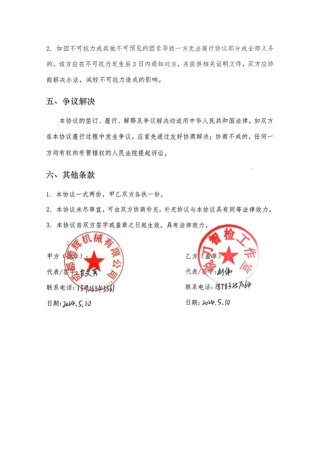 2. 如因不可抗力或其他不可预见的因素导致一方无法履行协议部分或全部义务
的，该方应在不可抗力发生后3日内通知对方，并提供相关证明文件，双方应协
商解决办法，减轻不可抗力造成的影响。
五、争议解决
本协议的签订、履行、解释及争议解决均适用中华人民共和国法律。如双方
在本协议履行过程中发生争议，应首先通过友好协商解决；协商不成的，任何一
方均有权向有管辖权的人民法院提起诉讼。
六、其他条款
1. 本协议一式两份，甲乙双方各执一份。
2. 本协议未尽事宜，可由双方协商补充，补充协议与本协议具有同等法律效力。
3. 本协议自双方签字或盖章之日起生效，具有法律效力。
甲方（盖章）：
乙方（盖章）：
机械有限公司
智检工作
代表/签字：
代表/签字：
联系电话：
联系电话：
日期：2024.5.10
日期：2024.5.10